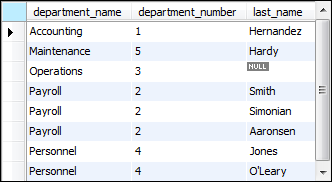 department_name department_number last_name
Accounting 1 Hernandez
Maintenance 5 Hardy
Operations 3 NULL
Payroll 2 Smith
Payroll 2 Simonian
Payroll 2 Aaronsen
Personnel 4 Jones
Personnel 4 O'Leary